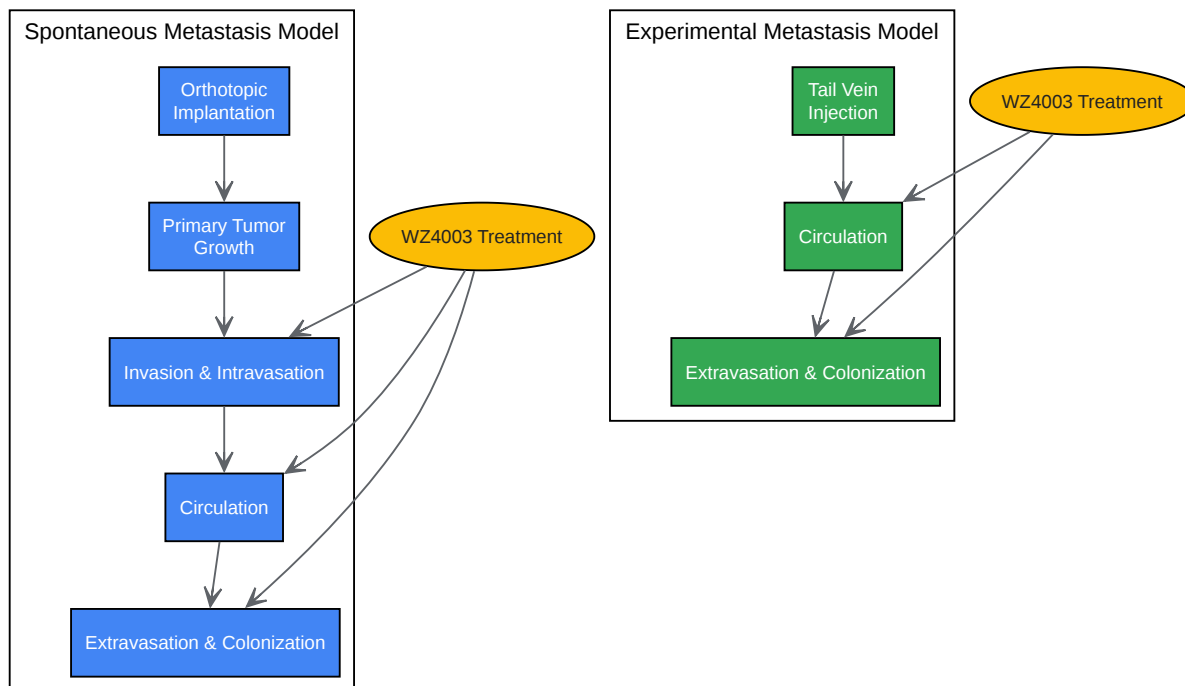 Spontaneous Metastasis Model
Orthotopic
Implantation
Primary Tumor
Growth
WZ4003 Treatment
Invasion & Intravasation
Circulation
Extravasation & Colonization
Experimental Metastasis Model
Tail Vein
Injection
WZ4003 Treatment
Circulation
Extravasation & Colonization